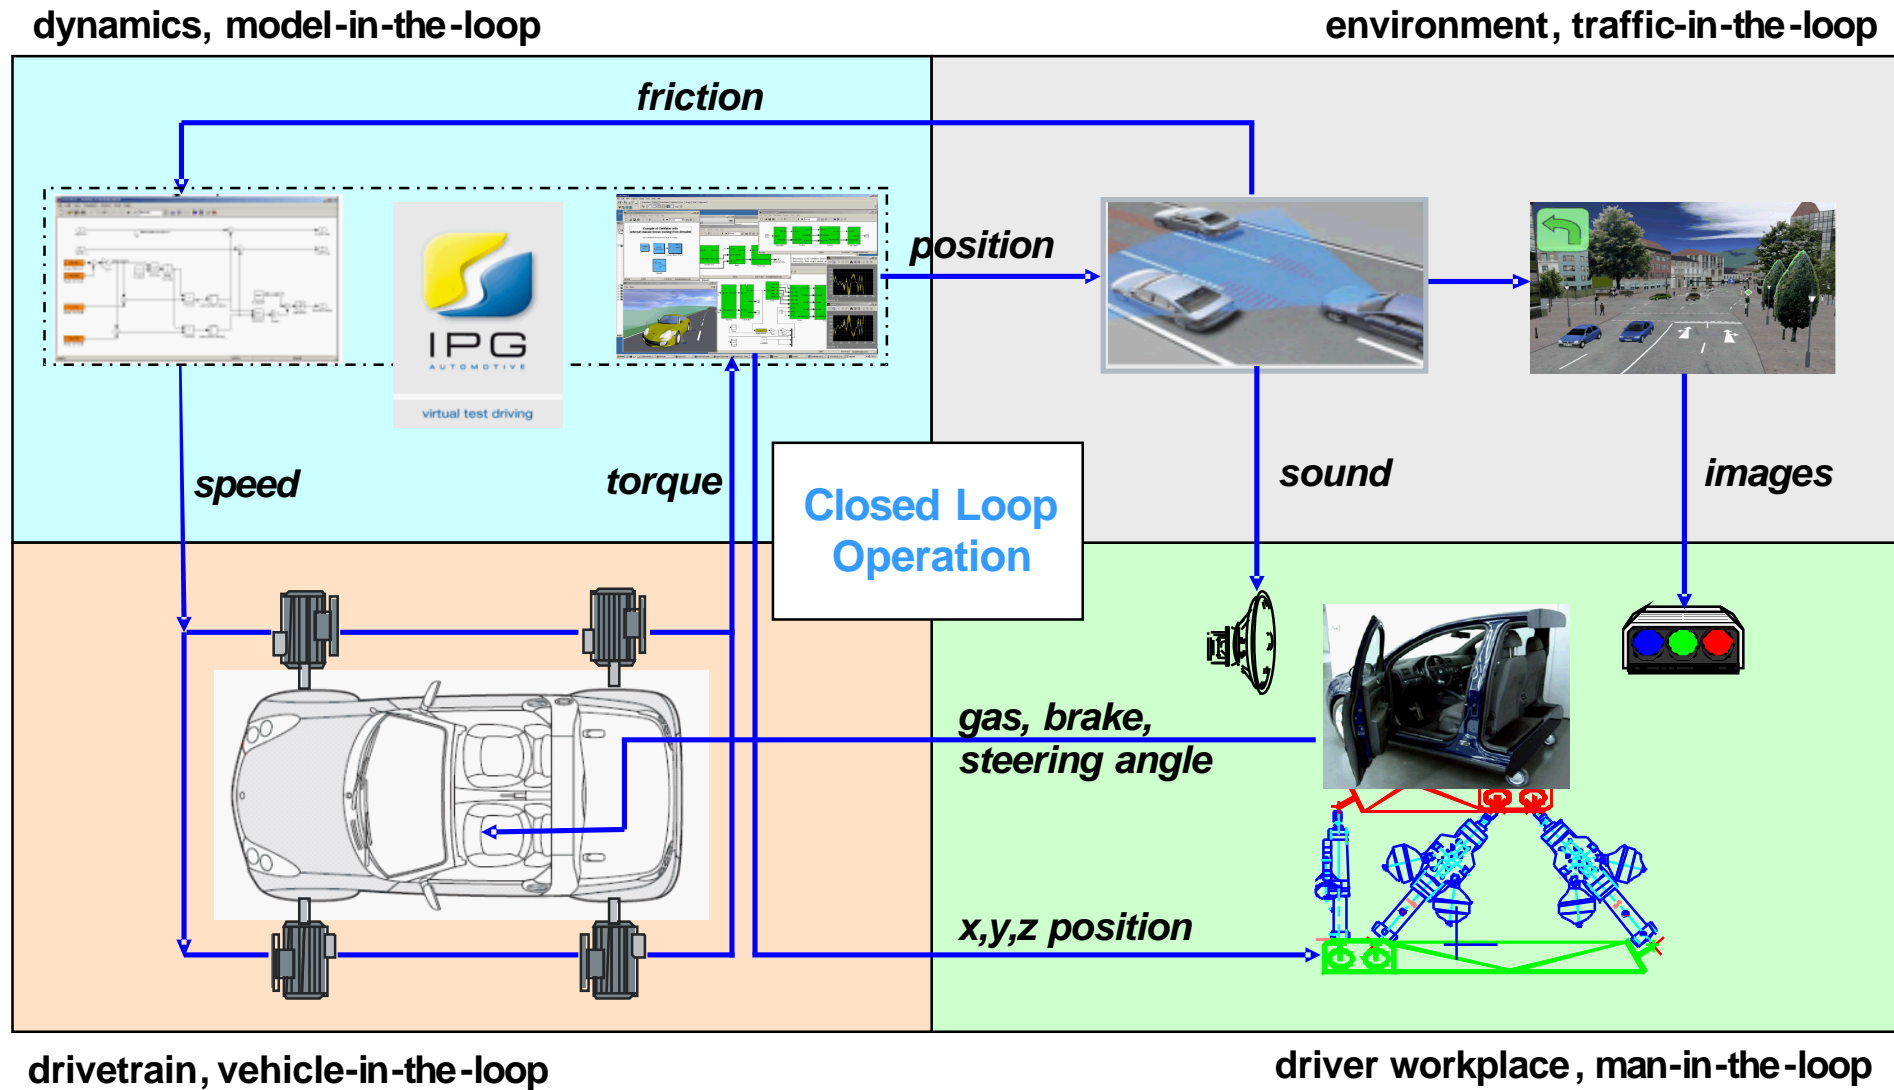 dynamics, model-in-the-loop
environment, traffic-in-the-loop
friction
position
IPG
AUTOMOTIVE
virtual test driving
speed
torque
Closed Loop
Operation
sound
images
gas, brake,
steering angle
x,y,z position
drivetrain, vehicle-in-the-loop
driver workplace, man-in-the-loop